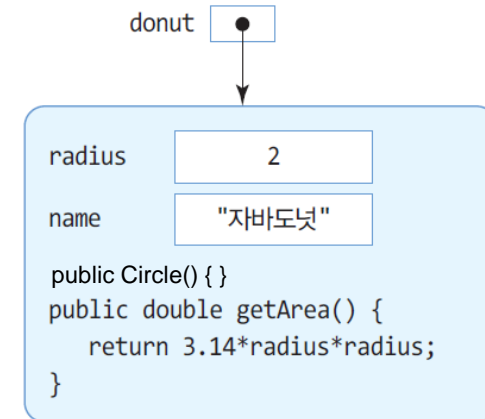 donut
radius 2
name "자바도넛"
public Circle() { }
public double getArea() {
return 3.14*radius*radius;
}